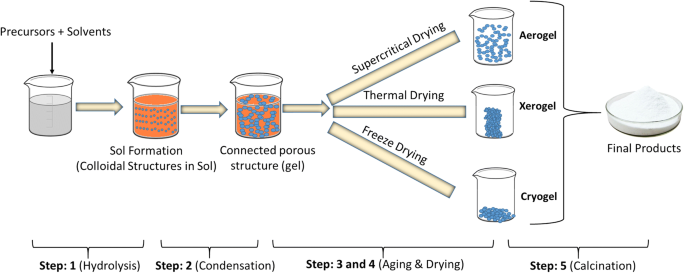 Precursors + Solvents
Sol Formation
(Colloidal Structures in Sol)
Connected porous
structure (gel)
Supercritical Drying
Thermal Drying
Freeze Drying
Aerogel
Xerogel
Cryogel
Final Products
Step: 1 (Hydrolysis)
Step: 2 (Condensation)
Step: 3 and 4 (Aging & Drying)
Step: 5 (Calcination)